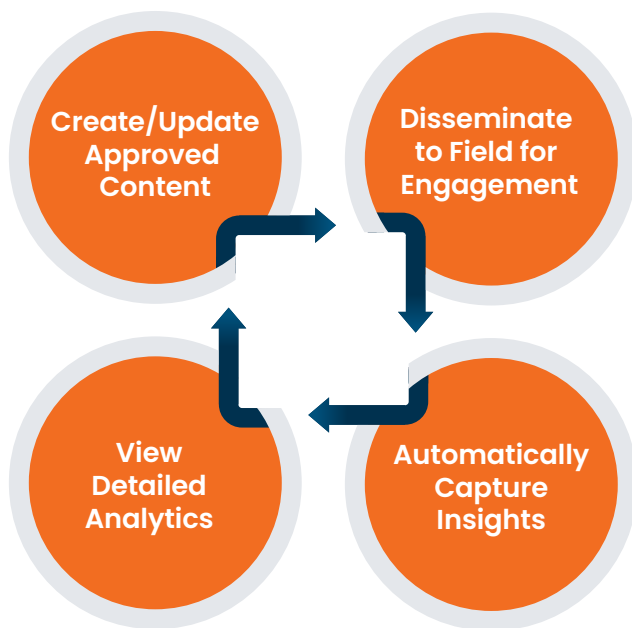 Create/Update
Approved
Content
Disseminate
to Field for
Engagement
Automatically
Capture
Insights
View
Detailed
Analytics